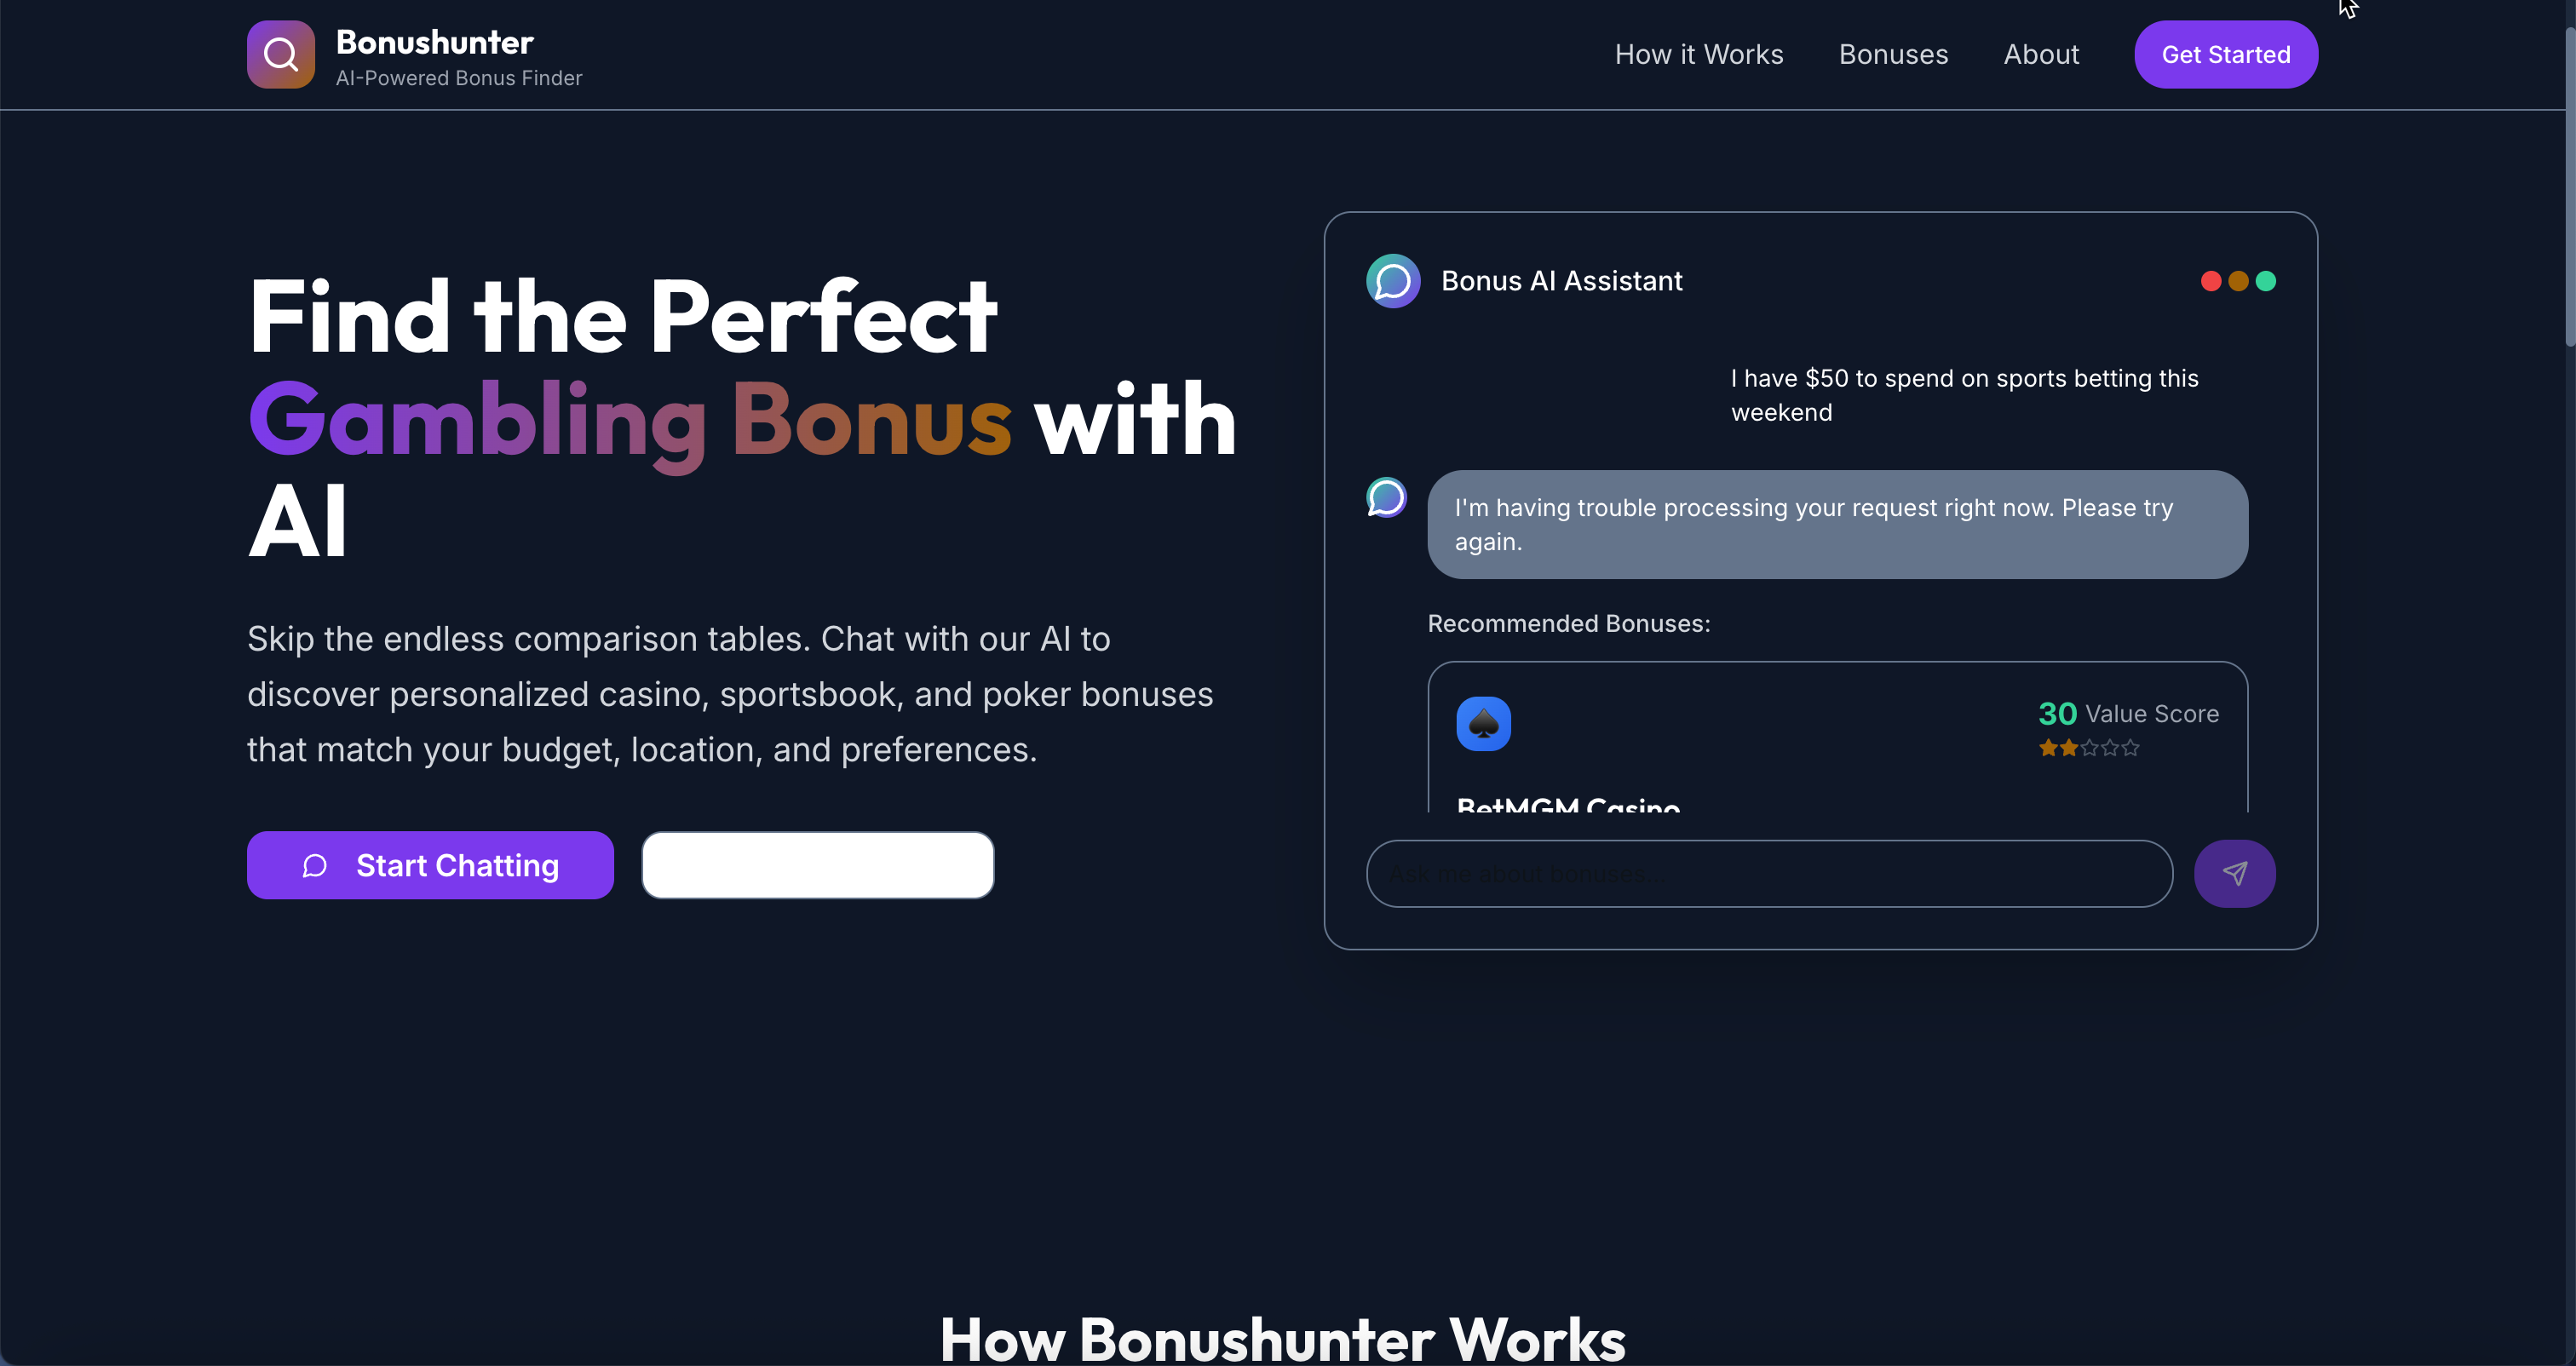 Bonushunter
AI-Powered Bonus Finder
How it Works
Bonuses
About
Get Started
Find the Perfect
Gambling Bonus with
AI
Skip the endless comparison tables. Chat with our AI to
discover personalized casino, sportsbook, and poker bonuses
that match your budget, location, and preferences.
Start Chatting
Bonus AI Assistant
I have $50 to spend on sports betting this
weekend
I'm having trouble processing your request right now. Please try
again.
Recommended Bonuses:
30 Value Score
BetMGM Casino
Ask me about bonuses...
How Bonushunter Works